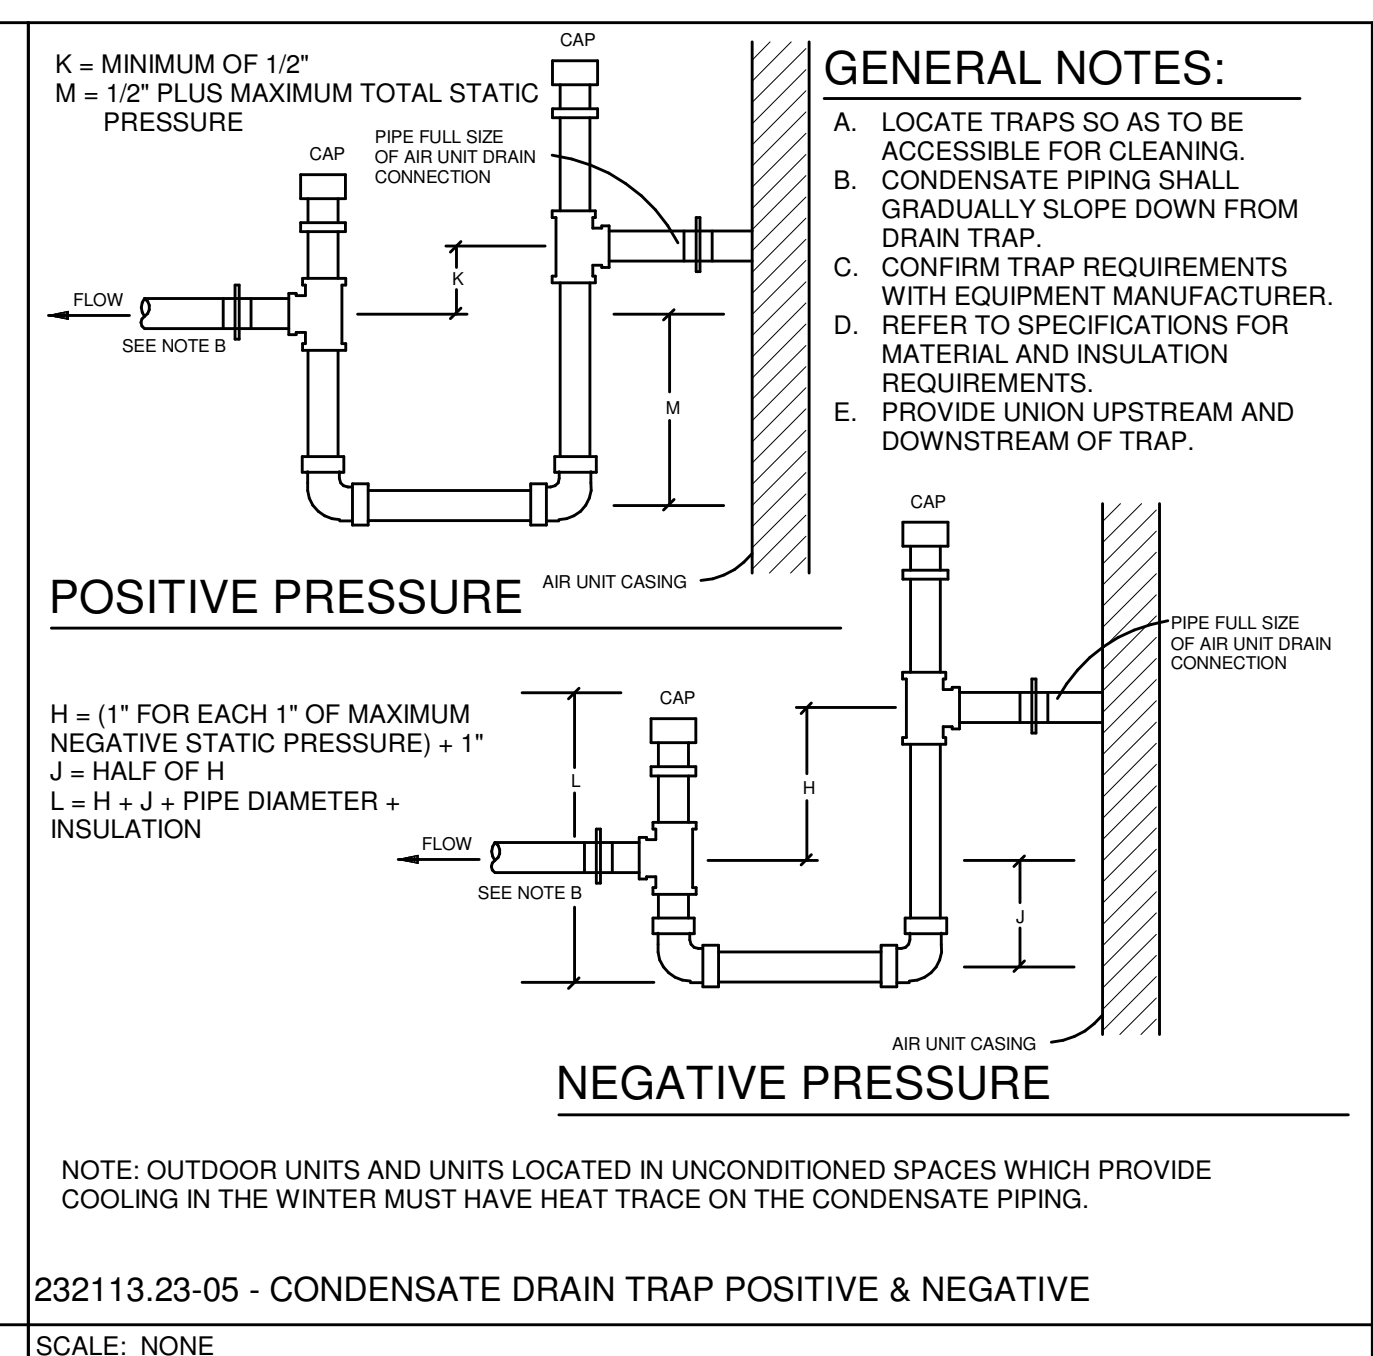 CAP
K = MINIMUM OF 1/2"
M = 1/2" PLUS MAXIMUM TOTAL STATIC
PRESSURE
CAP
PIPE FULL SIZE
OF AIR UNIT DRAIN
CONNECTION
K
FLOW
SEE NOTE B
M
AIR UNIT CASING
POSITIVE PRESSURE
GENERAL NOTES:
A. LOCATE TRAPS SO AS TO BE
ACCESSIBLE FOR CLEANING.
B. CONDENSATE PIPING SHALL
GRADUALLY SLOPE DOWN FROM
DRAIN TRAP.
C. CONFIRM TRAP REQUIREMENTS
WITH EQUIPMENT MANUFACTURER.
D. REFER TO SPECIFICATIONS FOR
MATERIAL AND INSULATION
REQUIREMENTS.
E. PROVIDE UNION UPSTREAM AND
DOWNSTREAM OF TRAP.
CAP
PIPE FULL SIZE
OF AIR UNIT DRAIN
CONNECTION
CAP
H = (1" FOR EACH 1" OF MAXIMUM
NEGATIVE STATIC PRESSURE) + 1"
J = HALF OF H
L = H + J + PIPE DIAMETER +
INSULATION
L
H
FLOW
SEE NOTE B
J
AIR UNIT CASING
NEGATIVE PRESSURE
NOTE: OUTDOOR UNITS AND UNITS LOCATED IN UNCONDITIONED SPACES WHICH PROVIDE
COOLING IN THE WINTER MUST HAVE HEAT TRACE ON THE CONDENSATE PIPING.
232113.23-05 - CONDENSATE DRAIN TRAP POSITIVE & NEGATIVE
SCALE: NONE